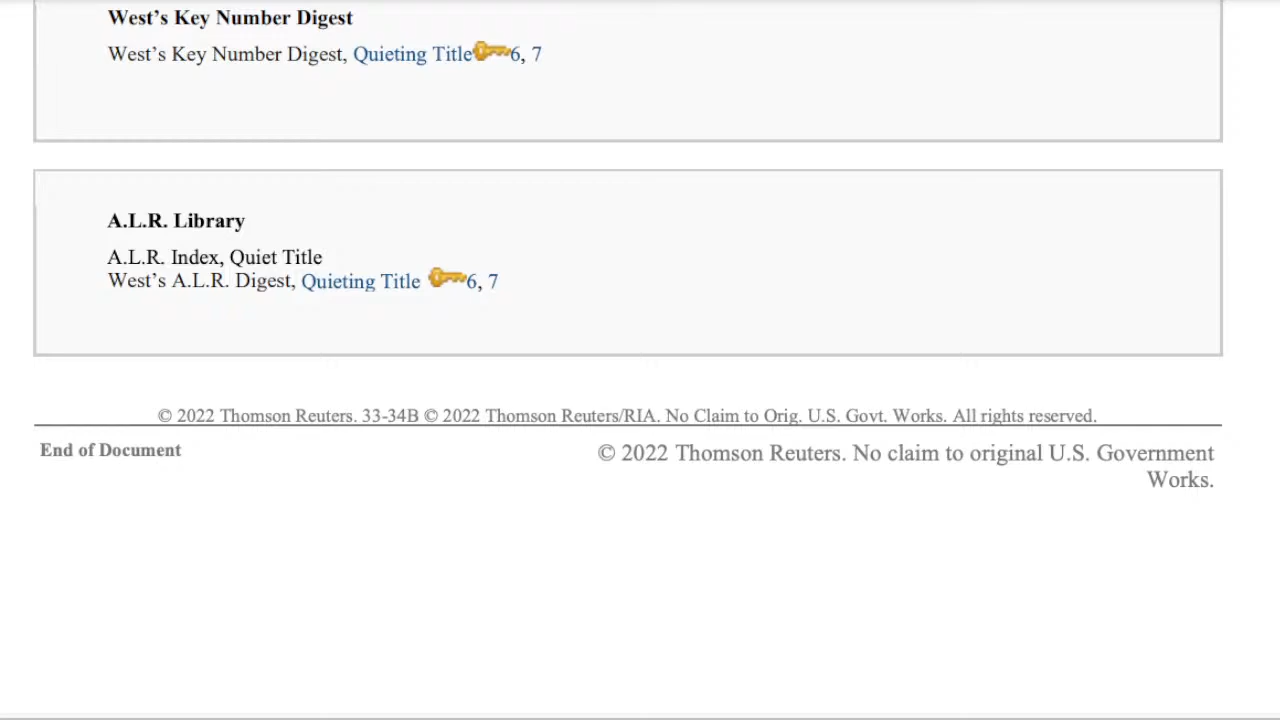 West’s Key Number Digest
West’s Key Number Digest, Quieting Title 6, 7
A.L.R. Library
A.L.R. Index, Quiet Title
West’s A.L.R. Digest, Quieting Title 6, 7
© 2022 Thomson Reuters. 33-34B © 2022 Thomson Reuters/RIA. No Claim to Orig. U.S. Govt. Works. All rights reserved.
End of Document
© 2022 Thomson Reuters. No claim to original U.S. Government
Works.